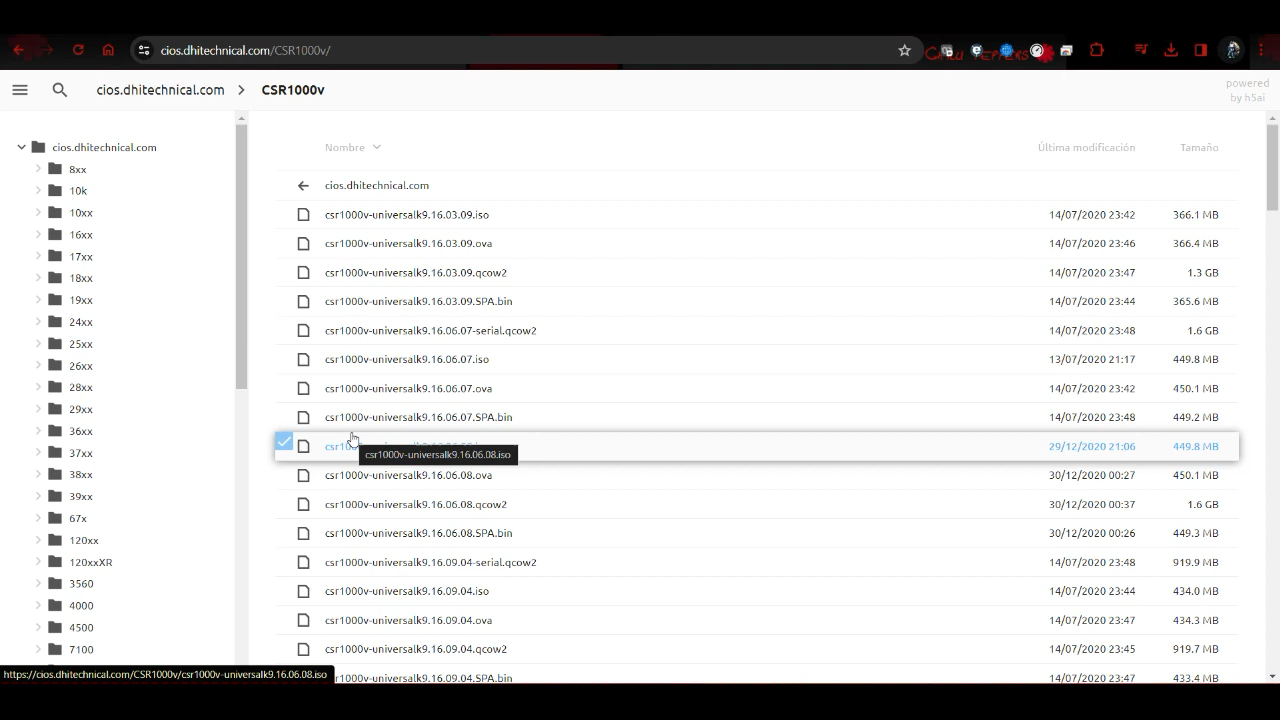 cios.dhitechnical.com/CSR1000v/
cios.dhitechnical.com > CSR1000v
powered
by h5ai
cios.dhitechnical.com
8xx
10k
10xx
16xx
17xx
18xx
19xx
24xx
25xx
26xx
28xx
29xx
36xx
37xx
38xx
39xx
67x
120xx
120xxXR
3560
4000
4500
7100
Nombre Última modificación Tamaño
cios.dhitechnical.com
csr1000v-universalk9.16.03.09.iso 14/07/2020 23:42 366.1 MB
csr1000v-universalk9.16.03.09.ova 14/07/2020 23:46 366.4 MB
csr1000v-universalk9.16.03.09.qcow2 14/07/2020 23:47 1.3 GB
csr1000v-universalk9.16.03.09.SPA.bin 14/07/2020 23:44 365.6 MB
csr1000v-universalk9.16.06.07-serial.qcow2 14/07/2020 23:48 1.6 GB
csr1000v-universalk9.16.06.07.iso 13/07/2020 21:17 449.8 MB
csr1000v-universalk9.16.06.07.ova 14/07/2020 23:42 450.1 MB
csr1000v-universalk9.16.06.07.SPA.bin 14/07/2020 23:48 449.2 MB
29/12/2020 21:06 449.8 MB
csr1000v-universalk9.16.06.08.iso
csr1000v-universalk9.16.06.08.ova 30/12/2020 00:27 450.1 MB
csr1000v-universalk9.16.06.08.qcow2 30/12/2020 00:37 1.6 GB
csr1000v-universalk9.16.06.08.SPA.bin 30/12/2020 00:26 449.3 MB
csr1000v-universalk9.16.09.04-serial.qcow2 14/07/2020 23:48 919.9 MB
csr1000v-universalk9.16.09.04.iso 14/07/2020 23:44 434.0 MB
csr1000v-universalk9.16.09.04.ova 14/07/2020 23:47 434.3 MB
csr1000v-universalk9.16.09.04.qcow2 14/07/2020 23:45 919.7 MB
sr1000v-universalk9.16.09.04.SPA.bin 14/07/2020 23:47 433.4 MB
https://cios.dhitechnical.com/CSR1000v/csr1000v-universalk9.16.06.08.iso